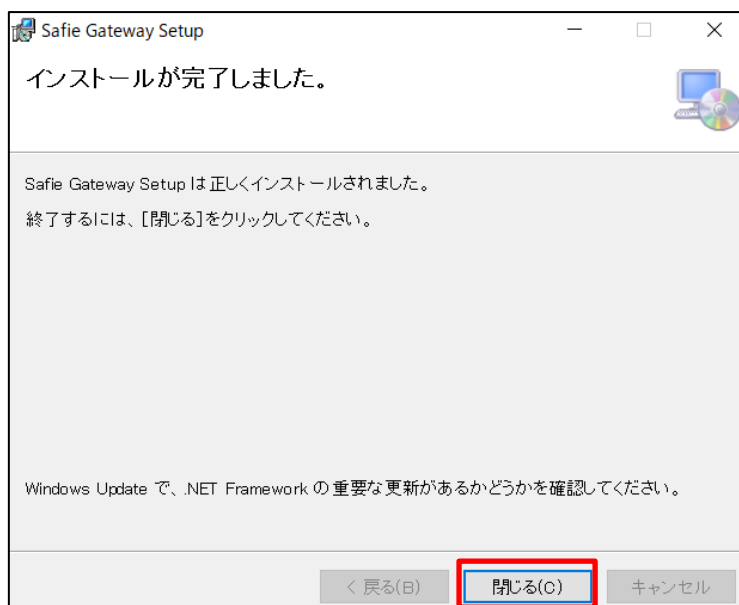 Safie Gateway Setup
インストールが完了しました。
Safie Gateway Setup は正しくインストールされました。
終了するには、[閉じる]をクリックしてください。
Windows Update で、.NET Framework の重要な更新があるかどうかを確認してください。
< 戻る(B) 閉じる(C) キャンセル